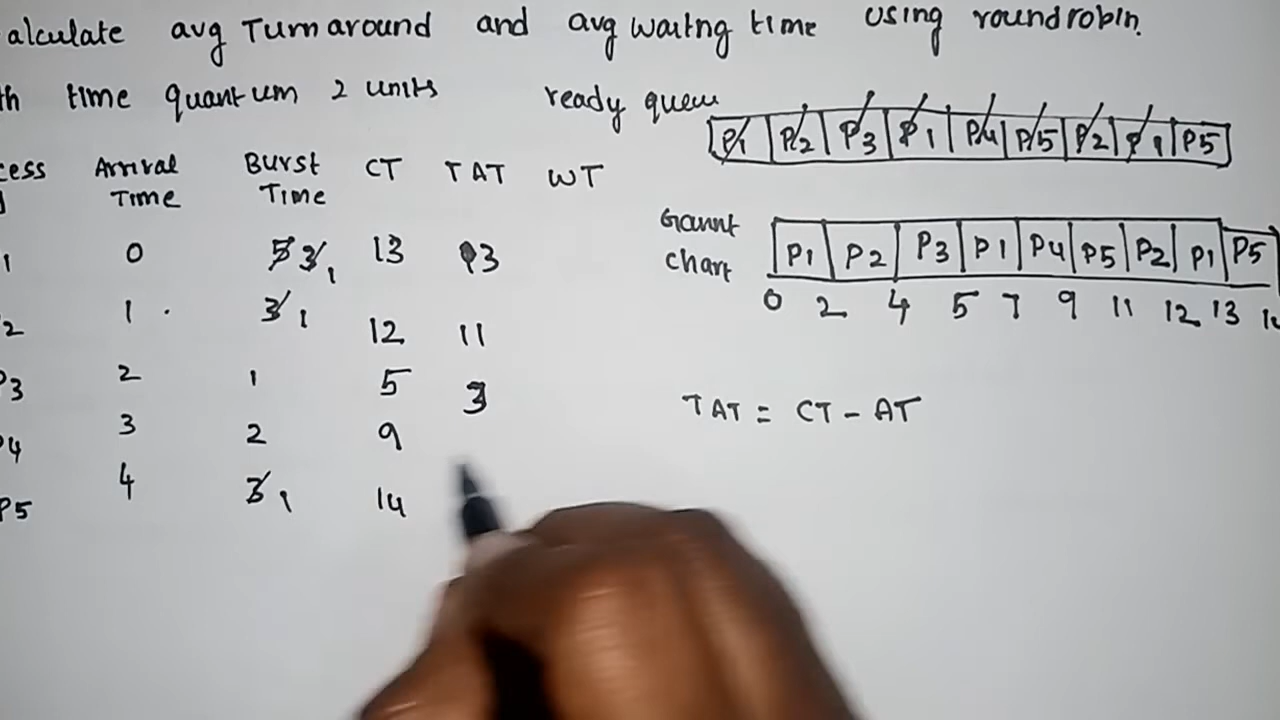 alculate avg Turnaround and avg waitng time using roundrobin.
th time quantum 2 units
ready queue
p1 p2 p3 p1 p4 p5 p2 p1 p5
cess Arrival Time Burst Time CT TAT WT
1 0 5 3 1 13 13
2 1 3 1 12 11
p3 2 1 5 3
p4 3 2 9
p5 4 3 1 14
Gannt chart
p1 p2 p3 p1 p4 p5 p2 p1 p5
0 2 4 5 7 9 11 12 13
TAT = CT - AT